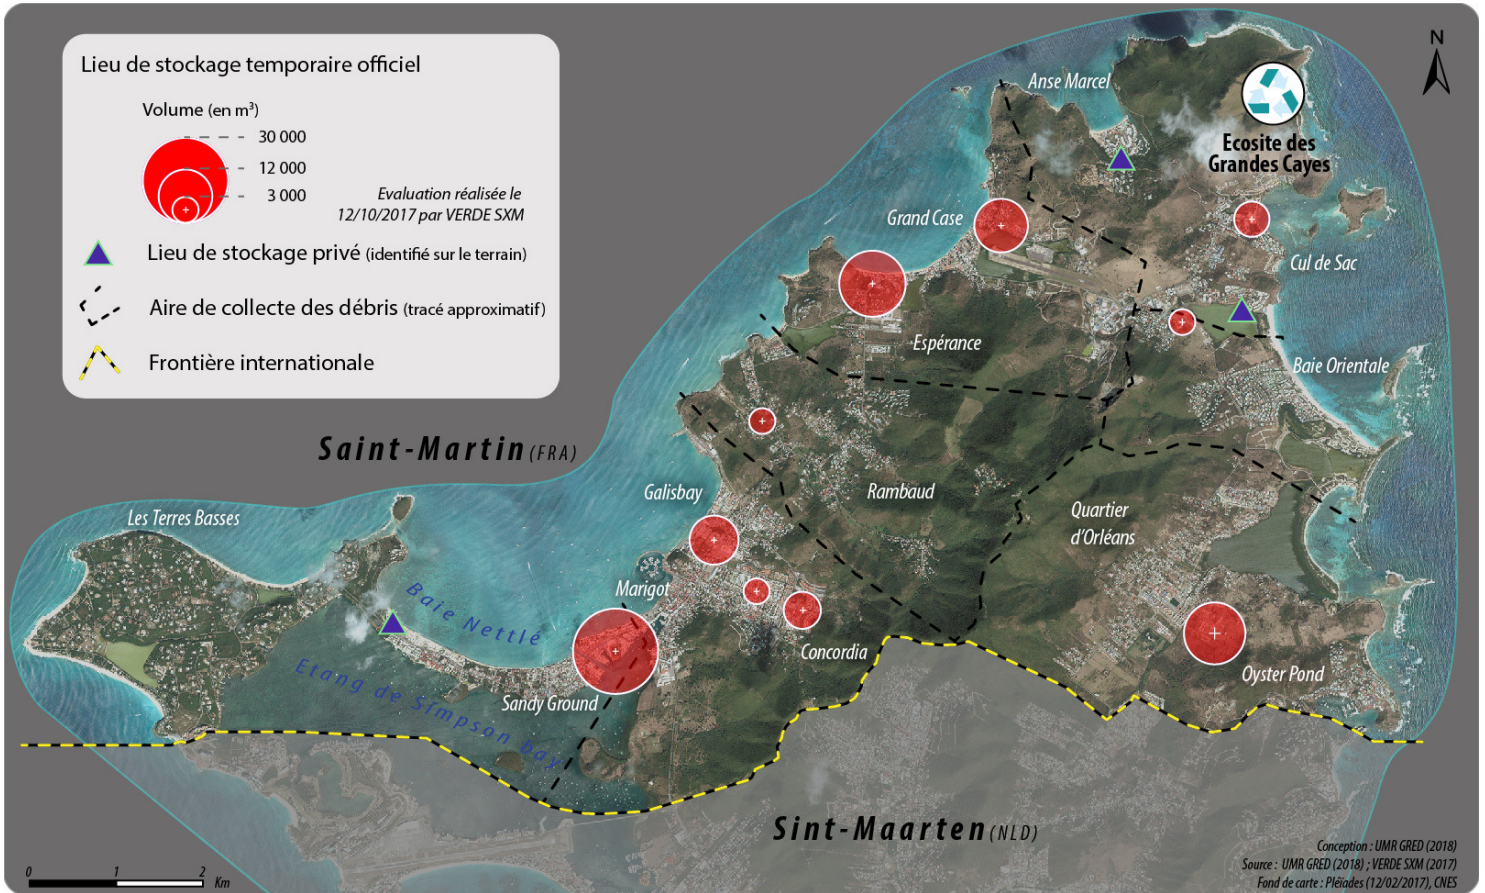 Lieu de stockage temporaire officiel
Volume (en m³)
30 000
12 000
3 000
Evaluation réalisée le
12/10/2017 par VERDE SXM
Lieu de stockage privé (identifié sur le terrain)
Aire de collecte des débris (tracé approximatif)
Frontière internationale
N
Anse Marcel
Ecosite des
Grandes Cayes
Grand Case
Cul de Sac
Espérance
Baie Orientale
Saint-Martin (FRA)
Galisbay
Rambaud
Quartier
d'Orléans
Les Terres Basses
Marigot
Baie Nettlé
Concordia
Etang de Simpson bay
Sandy Ground
Oyster Pond
Sint-Maarten (NLD)
0 1 2 Km
Conception : UMR GRED (2018)
Source : UMR GRED (2018) ; VERDE SXM (2017)
Fond de carte : Pléïades (12/02/2017), CNES